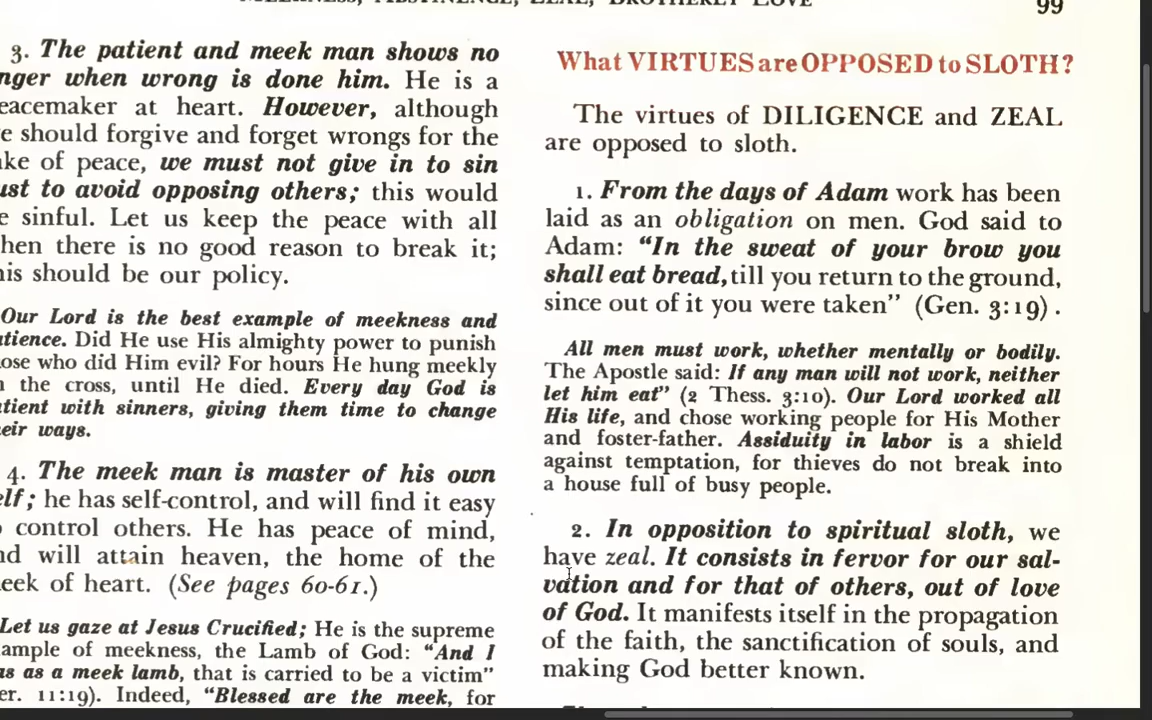 99
3. The patient and meek man shows no
nger when wrong is done him. He is a
eacemaker at heart. However, although
e should forgive and forget wrongs for the
ke of peace, we must not give in to sin
ust to avoid opposing others; this would
e sinful. Let us keep the peace with all
hen there is no good reason to break it;
his should be our policy.
Our Lord is the best example of meekness and
tience. Did He use His almighty power to punish
ose who did Him evil? For hours He hung meekly
n the cross, until He died. Every day God is
tient with sinners, giving them time to change
eir ways.
4. The meek man is master of his own
elf; he has self-control, and will find it easy
o control others. He has peace of mind,
nd will attain heaven, the home of the
eek of heart. (See pages 60-61.)
Let us gaze at Jesus Crucified; He is the supreme
ample of meekness, the Lamb of God: “And I
as as a meek lamb, that is carried to be a victim”
er. 11:19). Indeed, “Blessed are the meek, for
What VIRTUES are OPPOSED to SLOTH?
The virtues of DILIGENCE and ZEAL
are opposed to sloth.
1. From the days of Adam work has been
laid as an obligation on men. God said to
Adam: “In the sweat of your brow you
shall eat bread, till you return to the ground,
since out of it you were taken” (Gen. 3:19).
All men must work, whether mentally or bodily.
The Apostle said: If any man will not work, neither
let him eat” (2 Thess. 3:10). Our Lord worked all
His life, and chose working people for His Mother
and foster-father. Assiduity in labor is a shield
against temptation, for thieves do not break into
a house full of busy people.
2. In opposition to spiritual sloth, we
have zeal. It consists in fervor for our sal-
vation and for that of others, out of love
of God. It manifests itself in the propagation
of the faith, the sanctification of souls, and
making God better known.